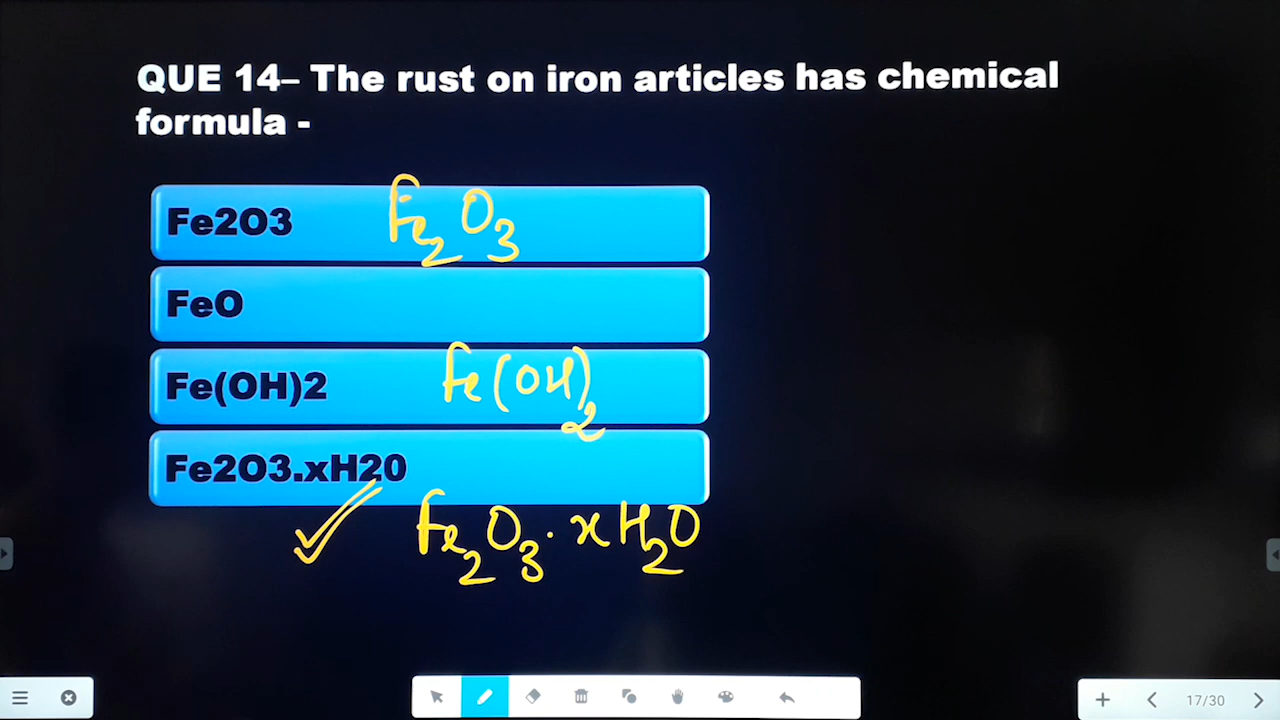 QUE 14– The rust on iron articles has chemical
formula -
Fe2O3
Fe₂O₃
FeO
Fe(OH)2
Fe(OH)₂
Fe2O3.xH20
Fe₂O₃·xH₂O
17/30